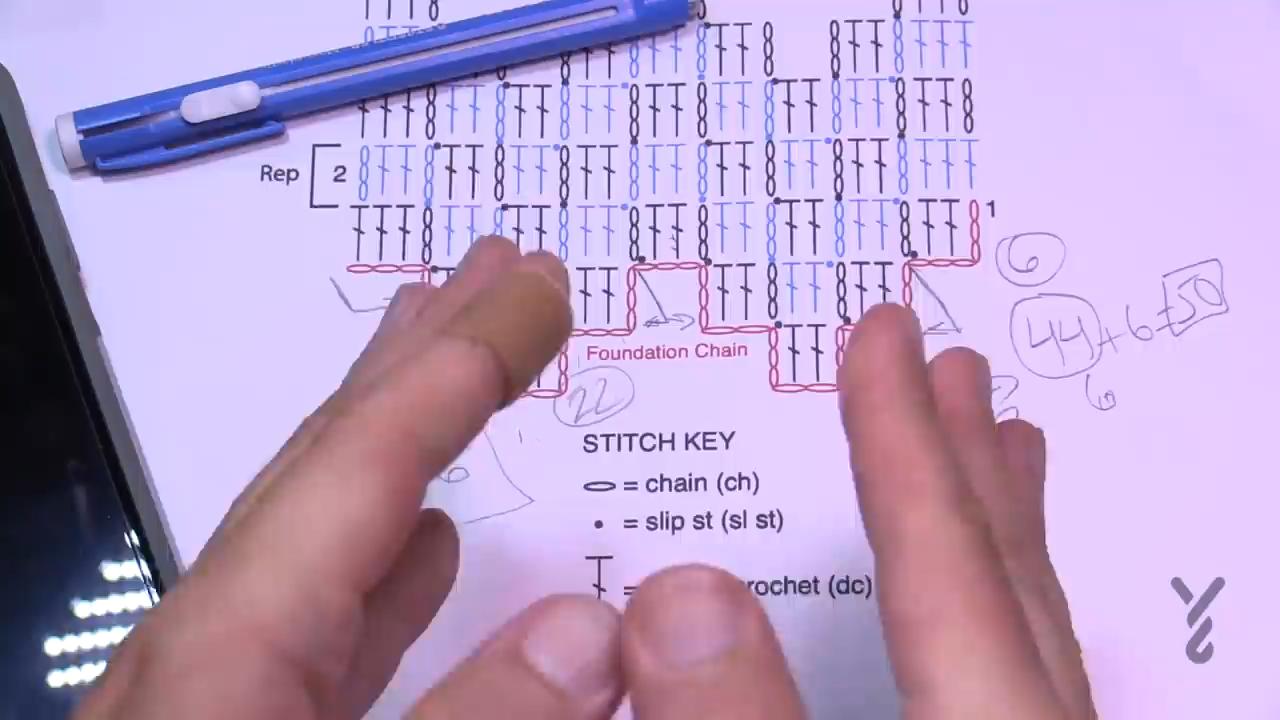 Rep 2
1
6
44 + 6 = 50
6
Foundation Chain
22
6
STITCH KEY
= chain (ch)
= slip st (sl st)
= rochet (dc)